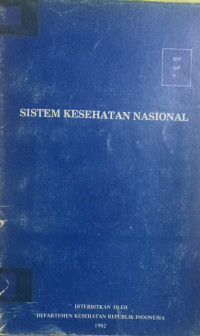 SISTEM KESEHATAN NASIONAL
DITERBITKAN OLEH
DEPARTEMEN KESEHATAN REPUBLIK INDONESIA
1982